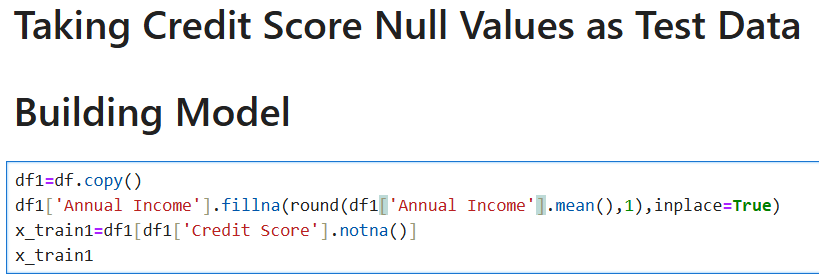 Taking Credit Score Null Values as Test Data
Building Model
df1=df.copy()
df1['Annual Income'].fillna(round(df1['Annual Income'].mean(),1),inplace=True)
x_train1=df1[df1['Credit Score'].notna()]
x_train1